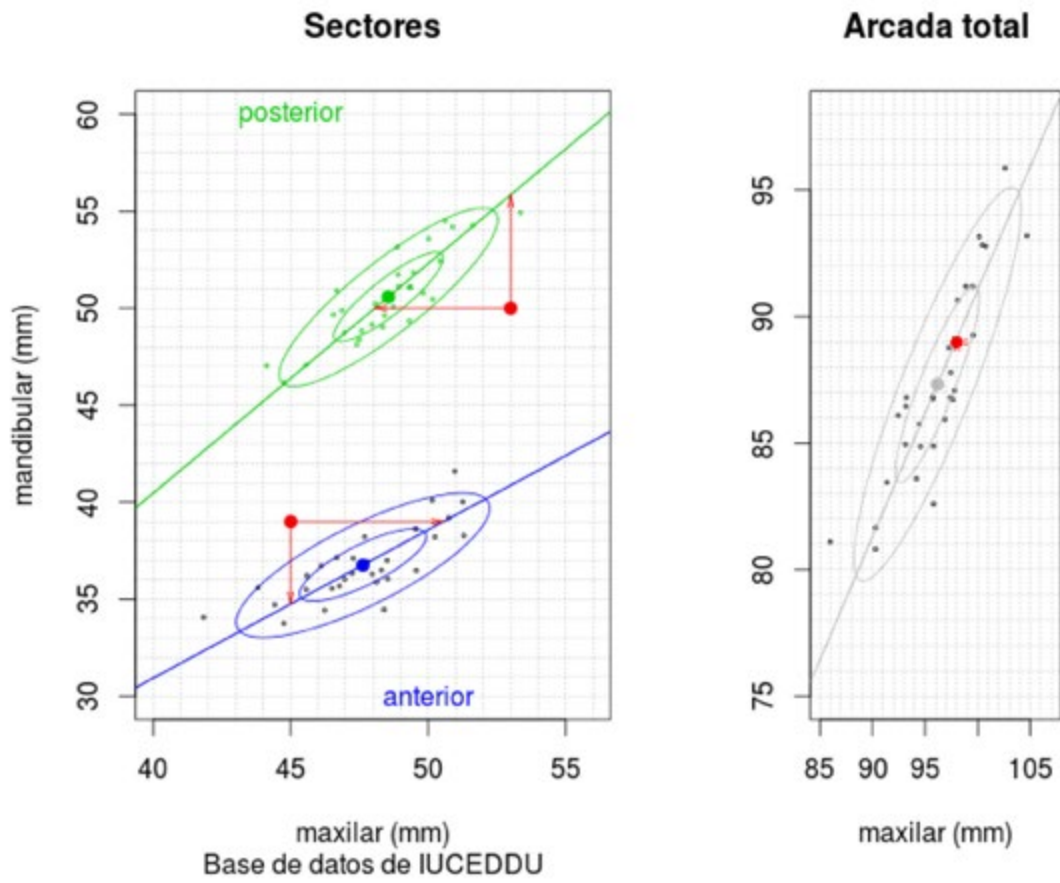 Sectores
posterior
60
55
50
45
40
35
30
mandibular (mm)
anterior
40 45 50 55
maxilar (mm)
Base de datos de IUCEDDU
Arcada total
95
90
85
80
75
85 90 95 105
maxilar (mm)